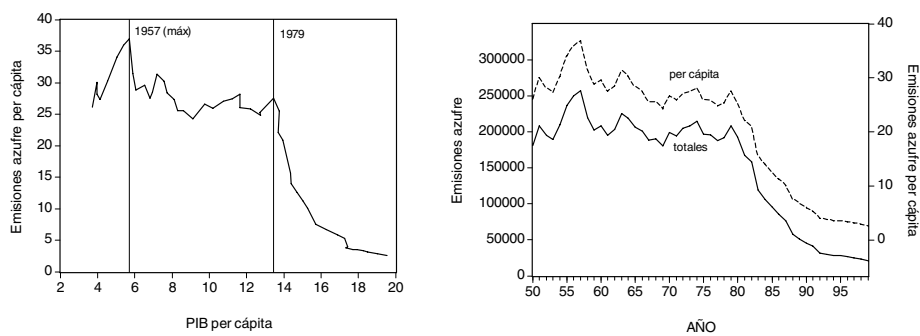 Emisiones azufre per cápita
40
35
30
25
20
15
10
5
0
1957 (máx)
1979
2 4 6 8 10 12 14 16 18 20
PIB per cápita
Emisiones azufre
300000
250000
200000
150000
100000
50000
0
per cápita
totales
40
30
20
10
0
Emisiones azufre per cápita
50 55 60 65 70 75 80 85 90 95
AÑO